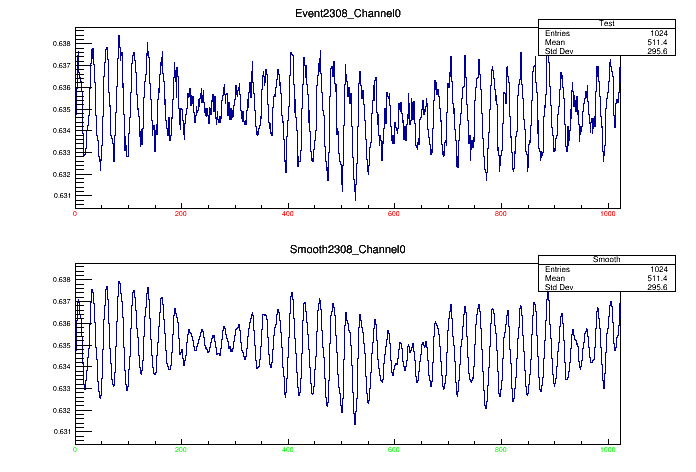 Event2308_Channel0
Test
Entries 1024
Mean 511.4
Std Dev 295.6
0.638
0.637
0.636
0.635
0.634
0.633
0.632
0.631
0 200 400 600 800 1000
Smooth2308_Channel0
Smooth
Entries 1024
Mean 511.4
Std Dev 295.6
0.638
0.637
0.636
0.635
0.634
0.633
0.632
0.631
0 200 400 600 800 1000